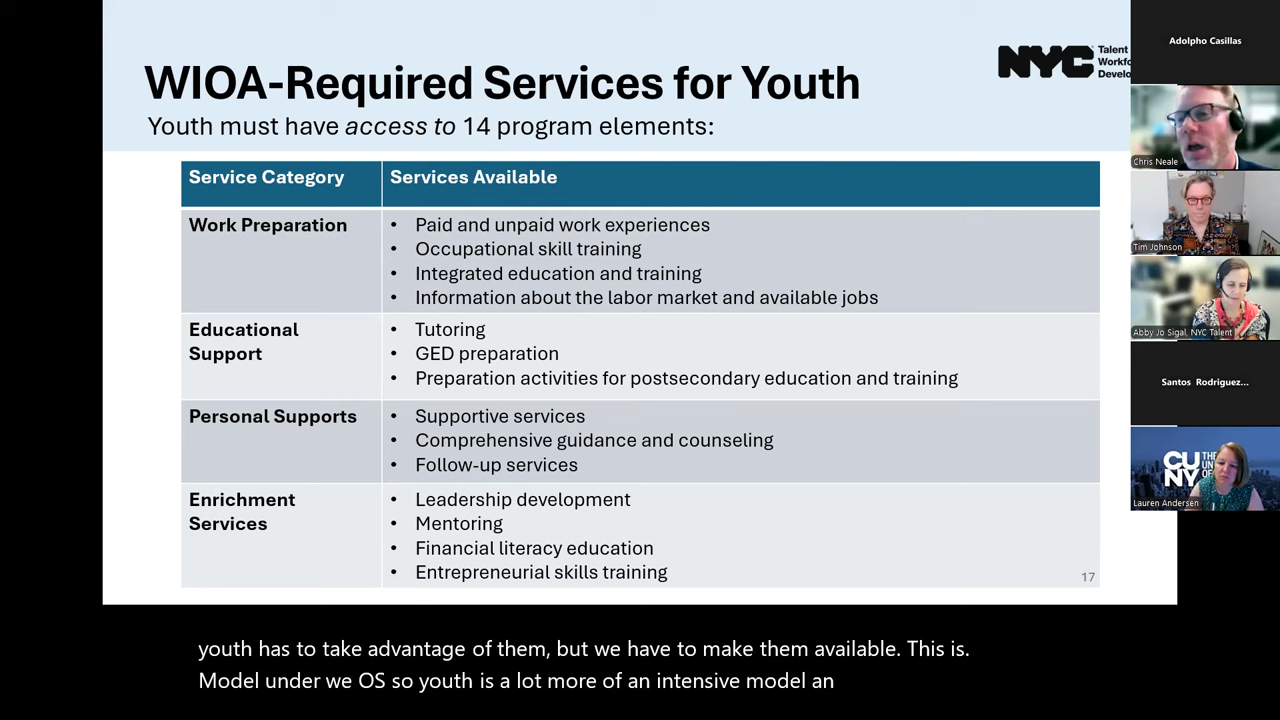 WIOA-Required Services for Youth
Youth must have access to 14 program elements:
NYC Talent
Workfo
Develo
Service Category
Services Available
Work Preparation
• Paid and unpaid work experiences
• Occupational skill training
• Integrated education and training
• Information about the labor market and available jobs
Educational
Support
• Tutoring
• GED preparation
• Preparation activities for postsecondary education and training
Personal Supports
• Supportive services
• Comprehensive guidance and counseling
• Follow-up services
Enrichment
Services
• Leadership development
• Mentoring
• Financial literacy education
• Entrepreneurial skills training
17
Adolpho Casillas
Chris Neale
Tim Johnson
Abby Jo Sigal, NYC Talent
Santos Rodriguez...
CU
NY
THE
UN
OF
Lauren Andersen
youth has to take advantage of them, but we have to make them available. This is.
Model under we OS so youth is a lot more of an intensive model an